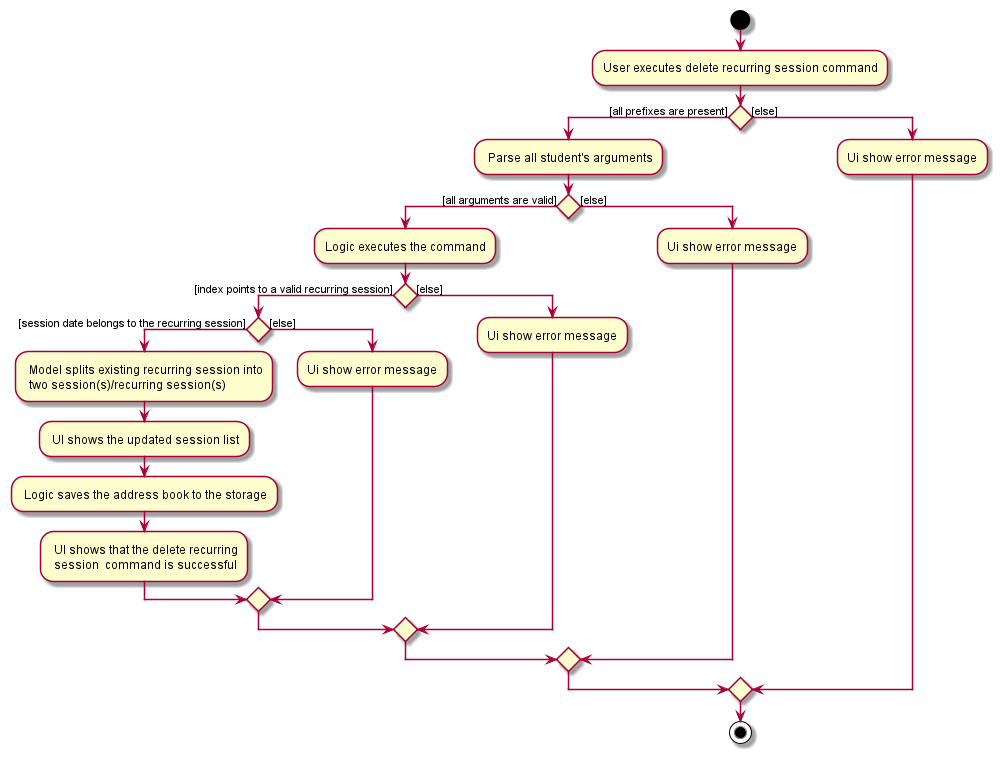 User executes delete recurring session command
[all prefixes are present]
[else]
Parse all student's arguments
Ui show error message
[all arguments are valid]
[else]
Logic executes the command
Ui show error message
[index points to a valid recurring session]
[else]
[session date belongs to the recurring session]
[else]
Ui show error message
Model splits existing recurring session into
two session(s)/recurring session(s)
Ui show error message
UI shows the updated session list
Logic saves the address book to the storage
UI shows that the delete recurring
session  command is successful